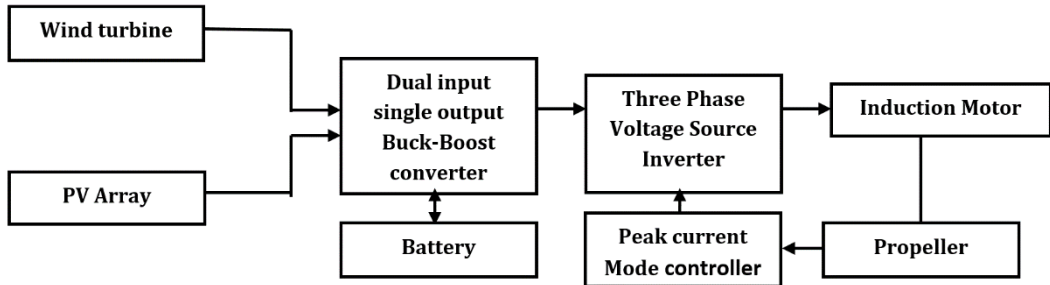 Wind turbine
PV Array
Dual input
single output
Buck-Boost
converter
Battery
Three Phase
Voltage Source
Inverter
Peak current
Mode controller
Induction Motor
Propeller